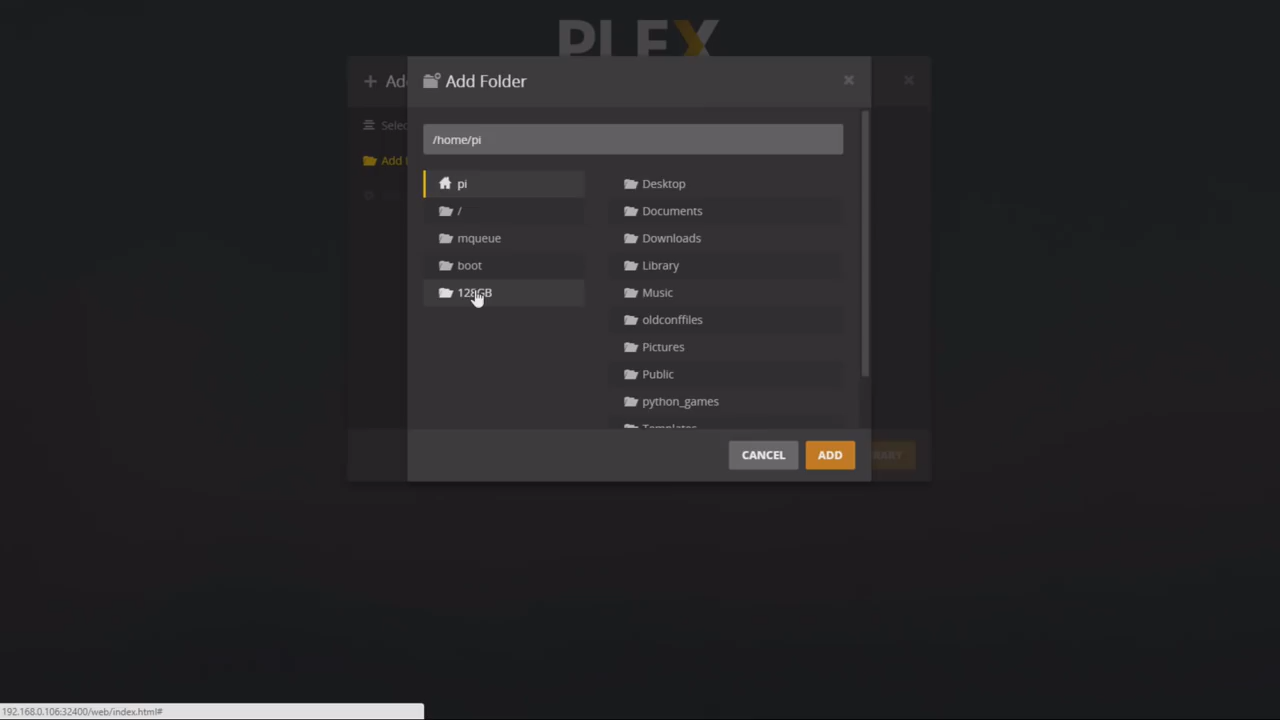 PLEX
Add Folder
/home/pi
pi
/
mqueue
boot
128GB
Desktop
Documents
Downloads
Library
Music
oldconffiles
Pictures
Public
python_games
Templates
CANCEL
ADD
192.168.0.106:32400/web/index.html#